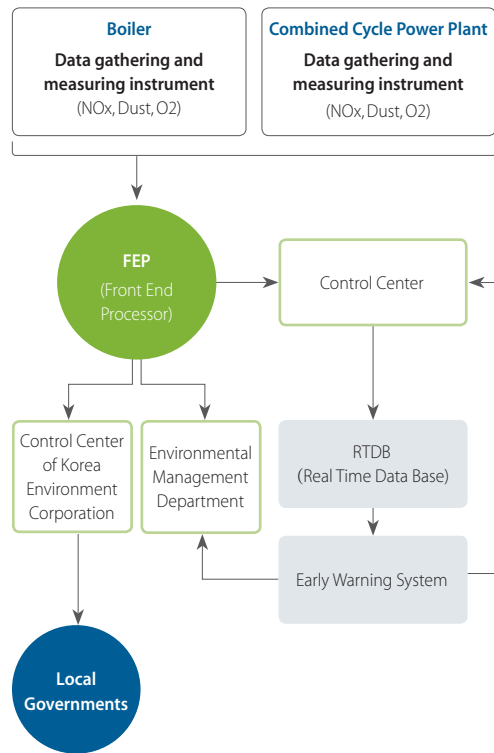 Boiler
Data gathering and
measuring instrument
(NOx, Dust, O2)
Combined Cycle Power Plant
Data gathering and
measuring instrument
(NOx, Dust, O2)
FEP
(Front End
Processor)
Control Center
Control Center
of Korea
Environment
Corporation
Environmental
Management
Department
RTDB
(Real Time Data Base)
Early Warning System
Local
Governments